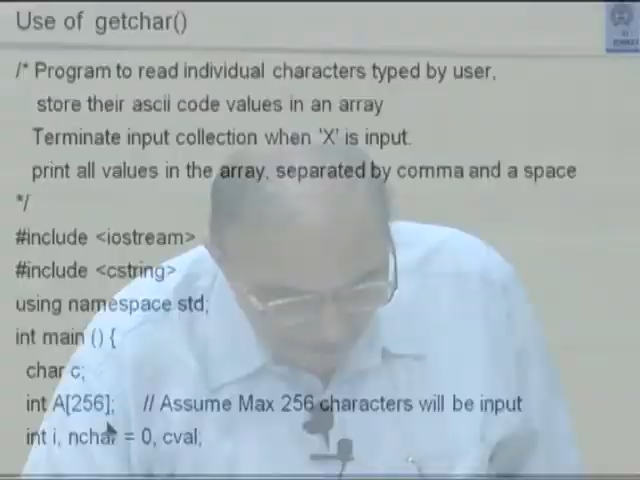 Use of getchar()
/* Program to read individual characters typed by user,
store their ascii code values in an array
Terminate input collection when 'X' is input.
print all values in the array, separated by comma and a space
*/
#include <iostream>
#include <cstring>
using namespace std;
int main () {
char c;
int A[256]; // Assume Max 256 characters will be input
int i, nchar = 0, cval;